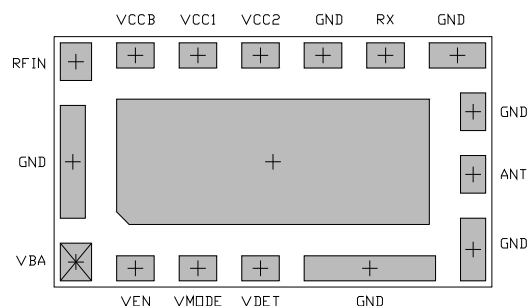 VCCB VCC1 VCC2 GND RX GND
RFIN
GND
GND
ANT
GND
VBA
VEN VMODE VDET GND